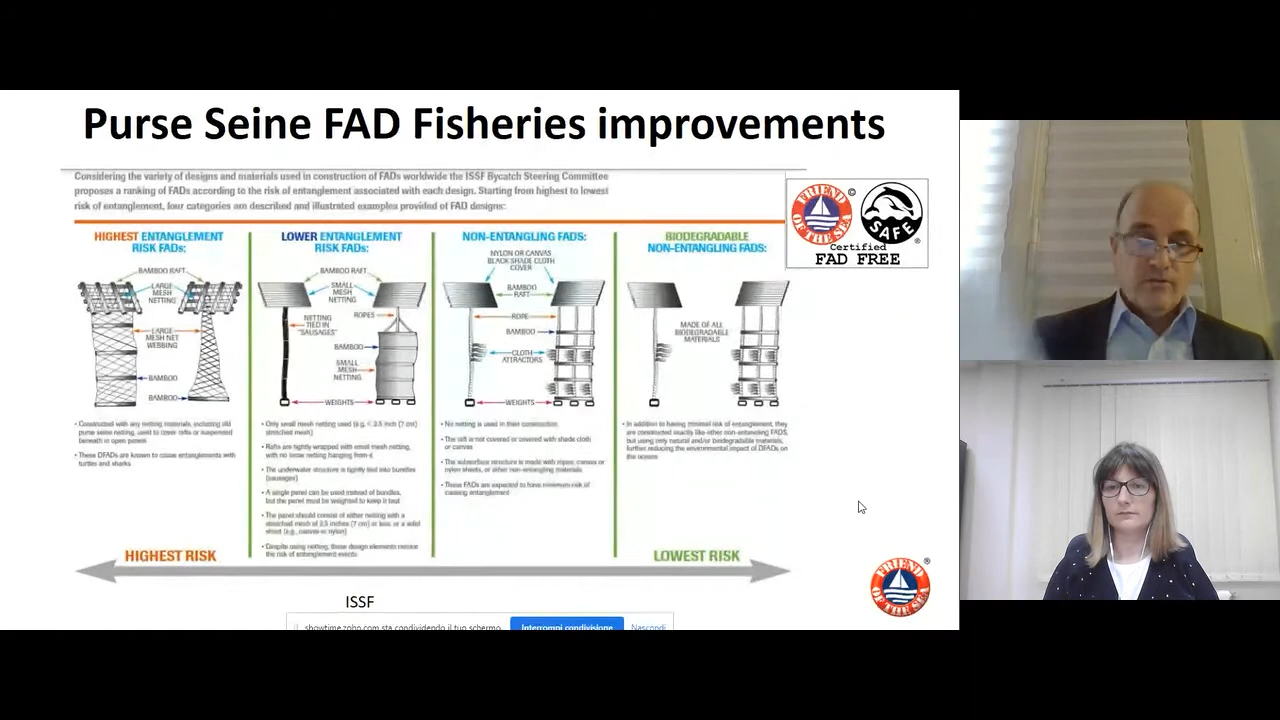 Purse Seine FAD Fisheries improvements
Considering the variety of designs and materials used in construction of FADs worldwide the ISSF Bycatch Steering Committee
proposes a ranking of FADs according to the risk of entanglement associated with each design. Starting from highest to lowest
risk of entanglement, four categories are described and illustrated examples provided of FAD designs:
FRIEND
OF THE SEA
©
SAFE
®
Certified
FAD FREE
HIGHEST ENTANGLEMENT
RISK FADs:
BAMBOO RAFT
LARGE
MESH
NETTING
LARGE
MESH NET
WEBBING
BAMBOO
BAMBOO
• Constructed with any netting materials, including old
purse seine netting, used to cover rafts or suspended
beneath in open panels
• These DFADs are known to cause entanglements with
turtles and sharks
LOWER ENTANGLEMENT
RISK FADs:
BAMBOO RAFT
SMALL
MESH
NETTING
NETTING
TIED IN
"SAUSAGES"
ROPES
BAMBOO
SMALL
MESH
NETTING
WEIGHTS
• Only small mesh netting used (e.g. < 2.5 inch (7 cm)
stretched mesh)
• Rafts are tightly wrapped with small mesh netting,
with no loose netting hanging from it
• The underwater structure is tightly tied into bundles
(sausages)
• A single panel can be used instead of bundles,
but the panel must be weighted to keep it taut
• The panel should consist of either netting with a
stretched mesh of 2.5 inches (7 cm) or less or a solid
sheet (e.g., canvas or nylon)
• Despite using netting, these design elements reduce
the risk of entanglement events
NON-ENTANGLING FADs:
NYLON OR CANVAS
BLACK SHADE CLOTH
COVER
BAMBOO
RAFT
ROPE
BAMBOO
CLOTH
ATTRACTORS
WEIGHTS
• No netting is used in their construction
• The raft is not covered or covered with shade cloth
or canvas
• The subsurface structure is made with ropes, canvas or
nylon sheets, or other non-entangling materials
• These FADs are expected to have minimum risk of
causing entanglement
BIODEGRADABLE
NON-ENTANGLING FADs:
MADE OF ALL
BIODEGRADABLE
MATERIALS
• In addition to having minimal risk of entanglement, they
are constructed exactly like other non-entangling FADS,
but using only natural and/or biodegradable materials,
further reducing the environmental impact of DFADs on
the oceans
HIGHEST RISK
LOWEST RISK
ISSF
FRIEND
OF THE SEA
®
showtime.zoho.com sta condividendo il tuo schermo.
Interrompi condivisione
Nascondi